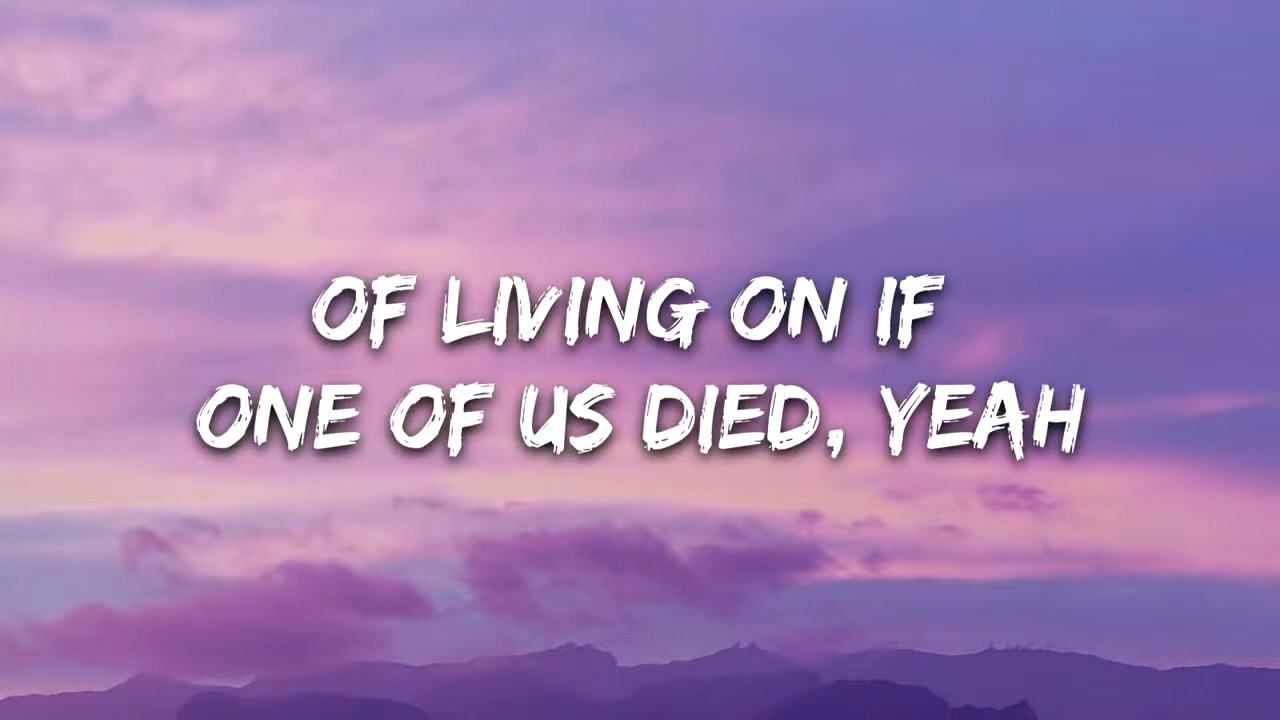 OF LIVING ON IF
ONE OF US DIED, YEAH